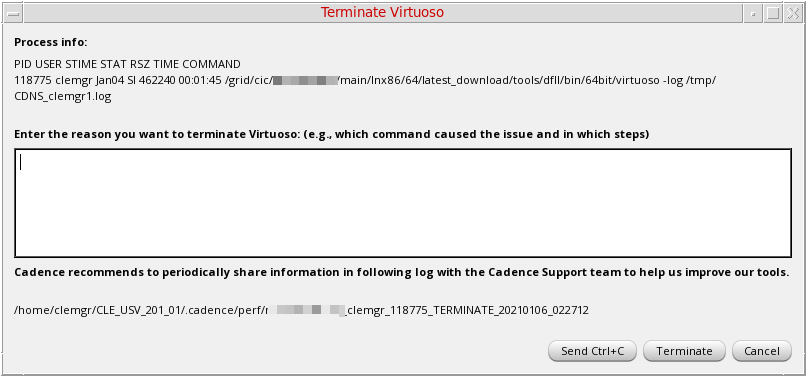 Terminate Virtuoso
Process info:
PID USER STIME STAT RSZ TIME COMMAND
118775 clemgr Jan04 Sl 462240 00:01:45 /grid/cic/ /main/lnx86/64/latest_download/tools/dfII/bin/64bit/virtuoso -log /tmp/
CDNS_clemgr1.log
Enter the reason you want to terminate Virtuoso: (e.g., which command caused the issue and in which steps)
Cadence recommends to periodically share information in following log with the Cadence Support team to help us improve our tools.
/home/clemgr/CLE_USV_201_01/.cadence/perf/ _clemgr_118775_TERMINATE_20210106_022712
Send Ctrl+C Terminate Cancel